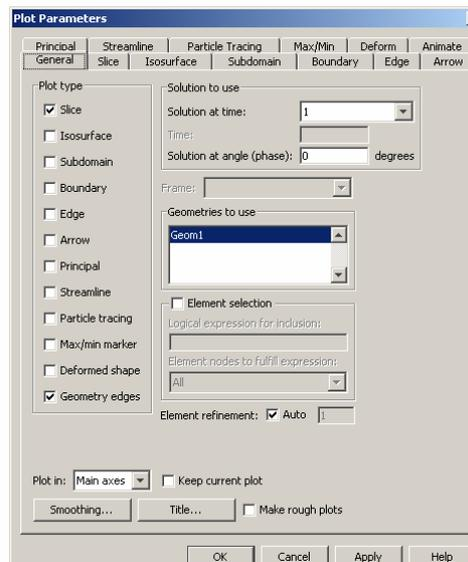 Plot Parameters
Principal Streamline Particle Tracing Max/Min Deform Animate
General Slice Isosurface Subdomain Boundary Edge Arrow
Plot type
Slice
Isosurface
Subdomain
Boundary
Edge
Arrow
Principal
Streamline
Particle tracing
Max/min marker
Deformed shape
Geometry edges
Solution to use
Solution at time: 1
Time:
Solution at angle (phase): 0 degrees
Frame:
Geometries to use
Geom1
Element selection
Logical expression for inclusion:
Element nodes to fulfill expression:
All
Element refinement: Auto 1
Plot in: Main axes Keep current plot
Smoothing... Title... Make rough plots
OK Cancel Apply Help